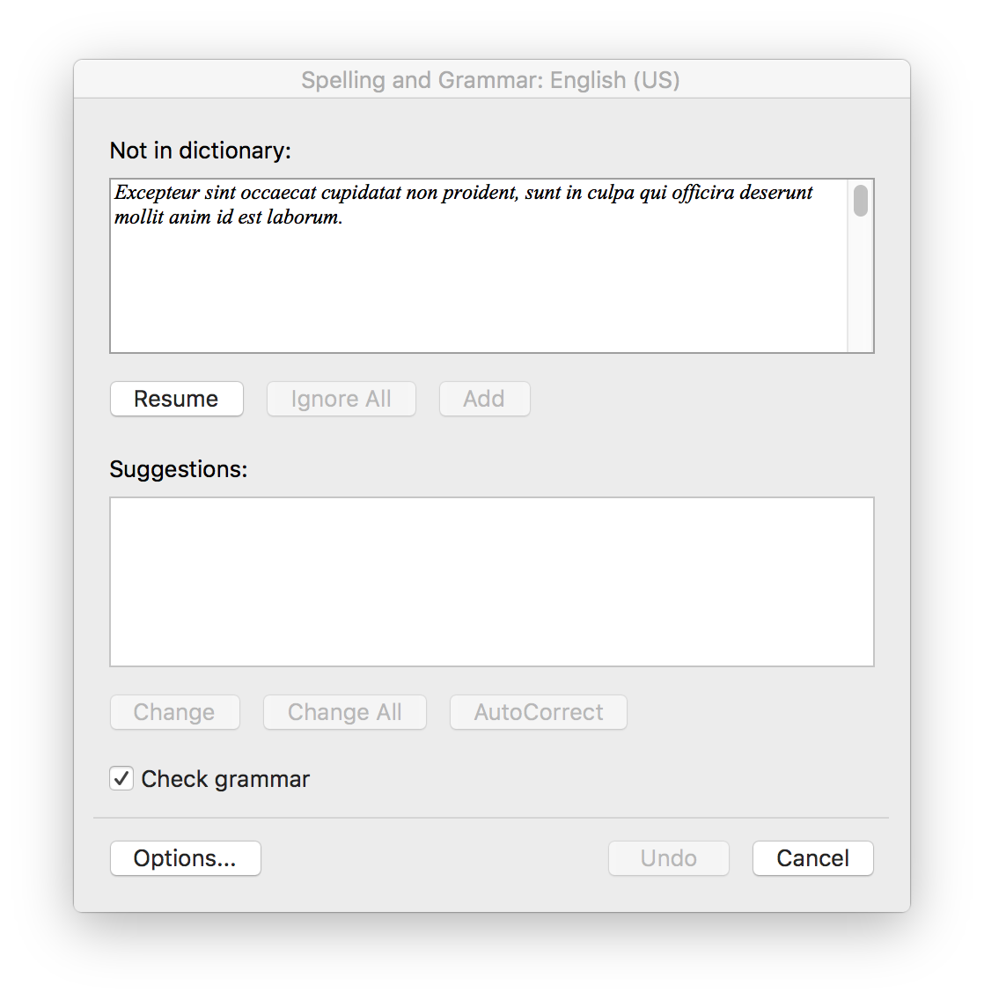 Spelling and Grammar: English (US)
Not in dictionary:
Excepteur sint occaecat cupidatat non proident, sunt in culpa qui officira deserunt
mollit anim id est laborum.
Resume Ignore All Add
Suggestions:
Change Change All AutoCorrect
Check grammar
Options... Undo Cancel